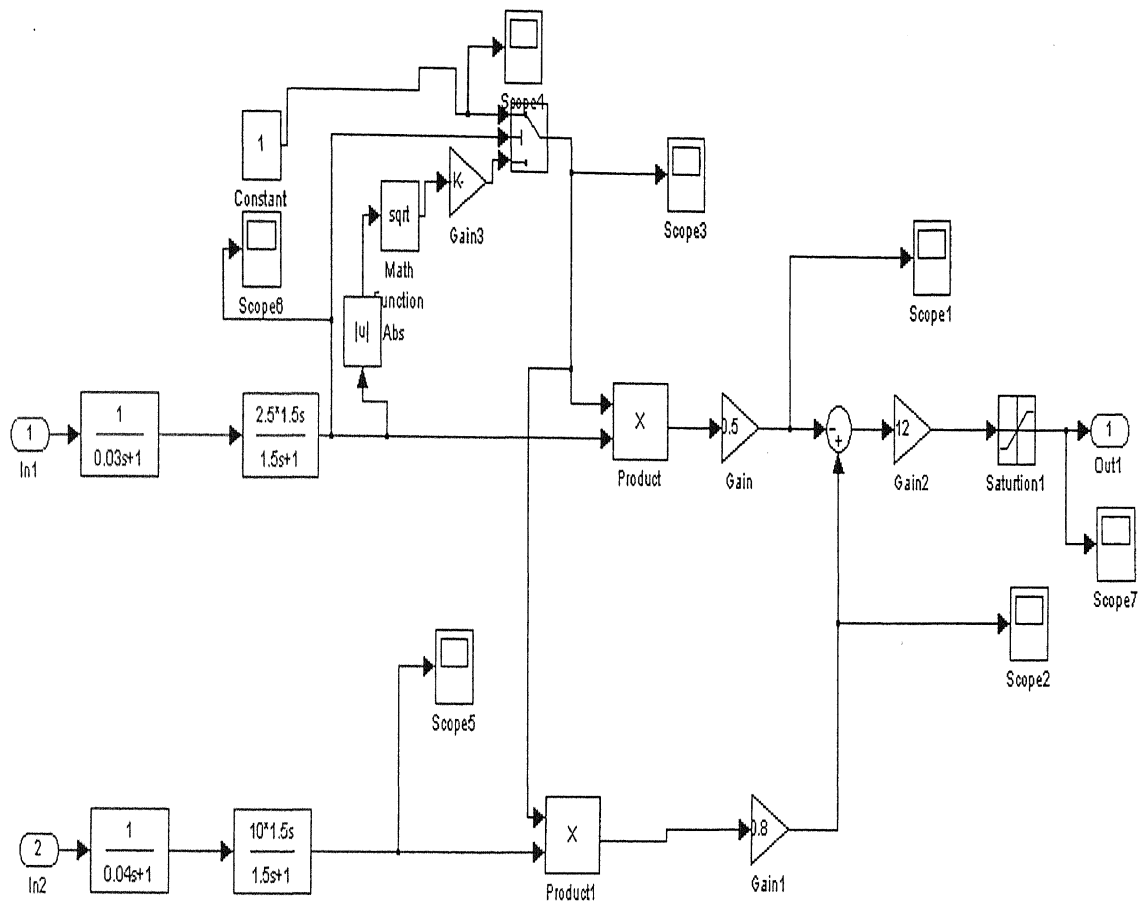 Scope4
1
Constant
K-
Gain3
sqrt
Math
Function
Scope3
Scope6
|u|
Abs
Scope1
1
In1
1
0.03s+1
2.5*1.5s
1.5s+1
X
Product
0.5
Gain
-
+
12
Gain2
Saturtion1
1
Out1
Scope7
Scope5
Scope2
2
In2
1
0.04s+1
10*1.5s
1.5s+1
X
Product1
0.8
Gain1